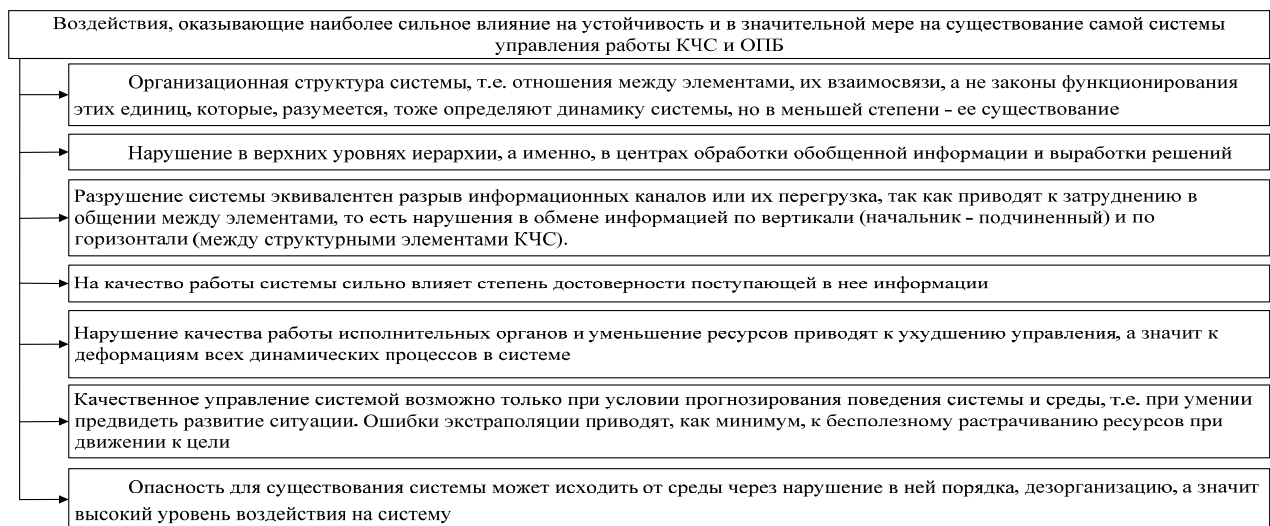 Воздействия, оказывающие наиболее сильное влияние на устойчивость и в значительной мере на существование самой системы
управления работы КЧС и ОПБ
Организационная структура системы, т.е. отношения между элементами, их взаимосвязи, а не законы функционирования
этих единиц, которые, разумеется, тоже определяют динамику системы, но в меньшей степени - ее существование
Нарушение в верхних уровнях иерархии, а именно, в центрах обработки обобщенной информации и выработки решений
Разрушение системы эквивалентен разрыв информационных каналов или их перегрузка, так как приводят к затруднению в
общении между элементами, то есть нарушения в обмене информацией по вертикали (начальник - подчиненный) и по
горизонтали (между структурными элементами КЧС).
На качество работы системы сильно влияет степень достоверности поступающей в нее информации
Нарушение качества работы исполнительных органов и уменьшение ресурсов приводят к ухудшению управления, а значит к
деформациям всех динамических процессов в системе
Качественное управление системой возможно только при условии прогнозирования поведения системы и среды, т.е. при умении
предвидеть развитие ситуации. Ошибки экстраполяции приводят, как минимум, к бесполезному растрачиванию ресурсов при
движении к цели
Опасность для существования системы может исходить от среды через нарушение в ней порядка, дезорганизацию, а значит
высокий уровень воздействия на систему